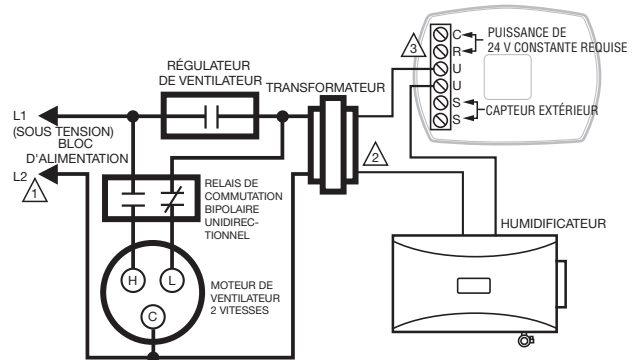 RÉGULATEUR
DE VENTILATEUR
TRANSFORMATEUR
3
C
R
U
U
S
S
PUISSANCE DE
24 V CONSTANTE REQUISE
CAPTEUR EXTÉRIEUR
L1
(SOUS TENSION)
BLOC
D'ALIMENTATION
L2
1
2
RELAIS DE
COMMUTATION
BIPOLAIRE
UNIDIREC-
TIONNEL
HUMIDIFICATEUR
H
L
C
MOTEUR DE
VENTILATEUR
2 VITESSES